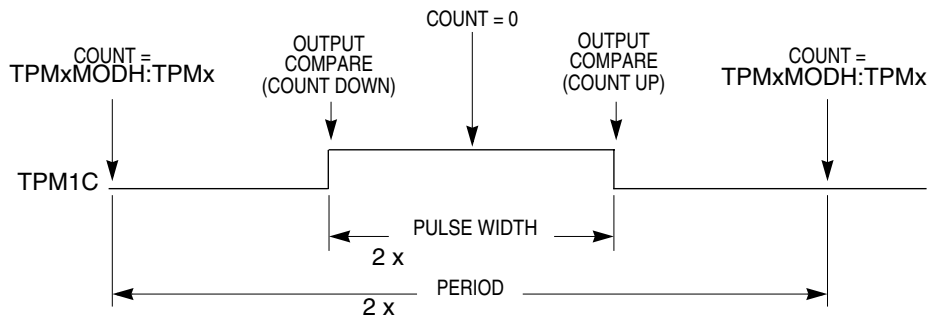 COUNT = 0
COUNT =
TPMxMODH:TPMx
OUTPUT
COMPARE
(COUNT DOWN)
OUTPUT
COMPARE
(COUNT UP)
COUNT =
TPMxMODH:TPMx
TPM1C
PULSE WIDTH
2 x
PERIOD
2 x